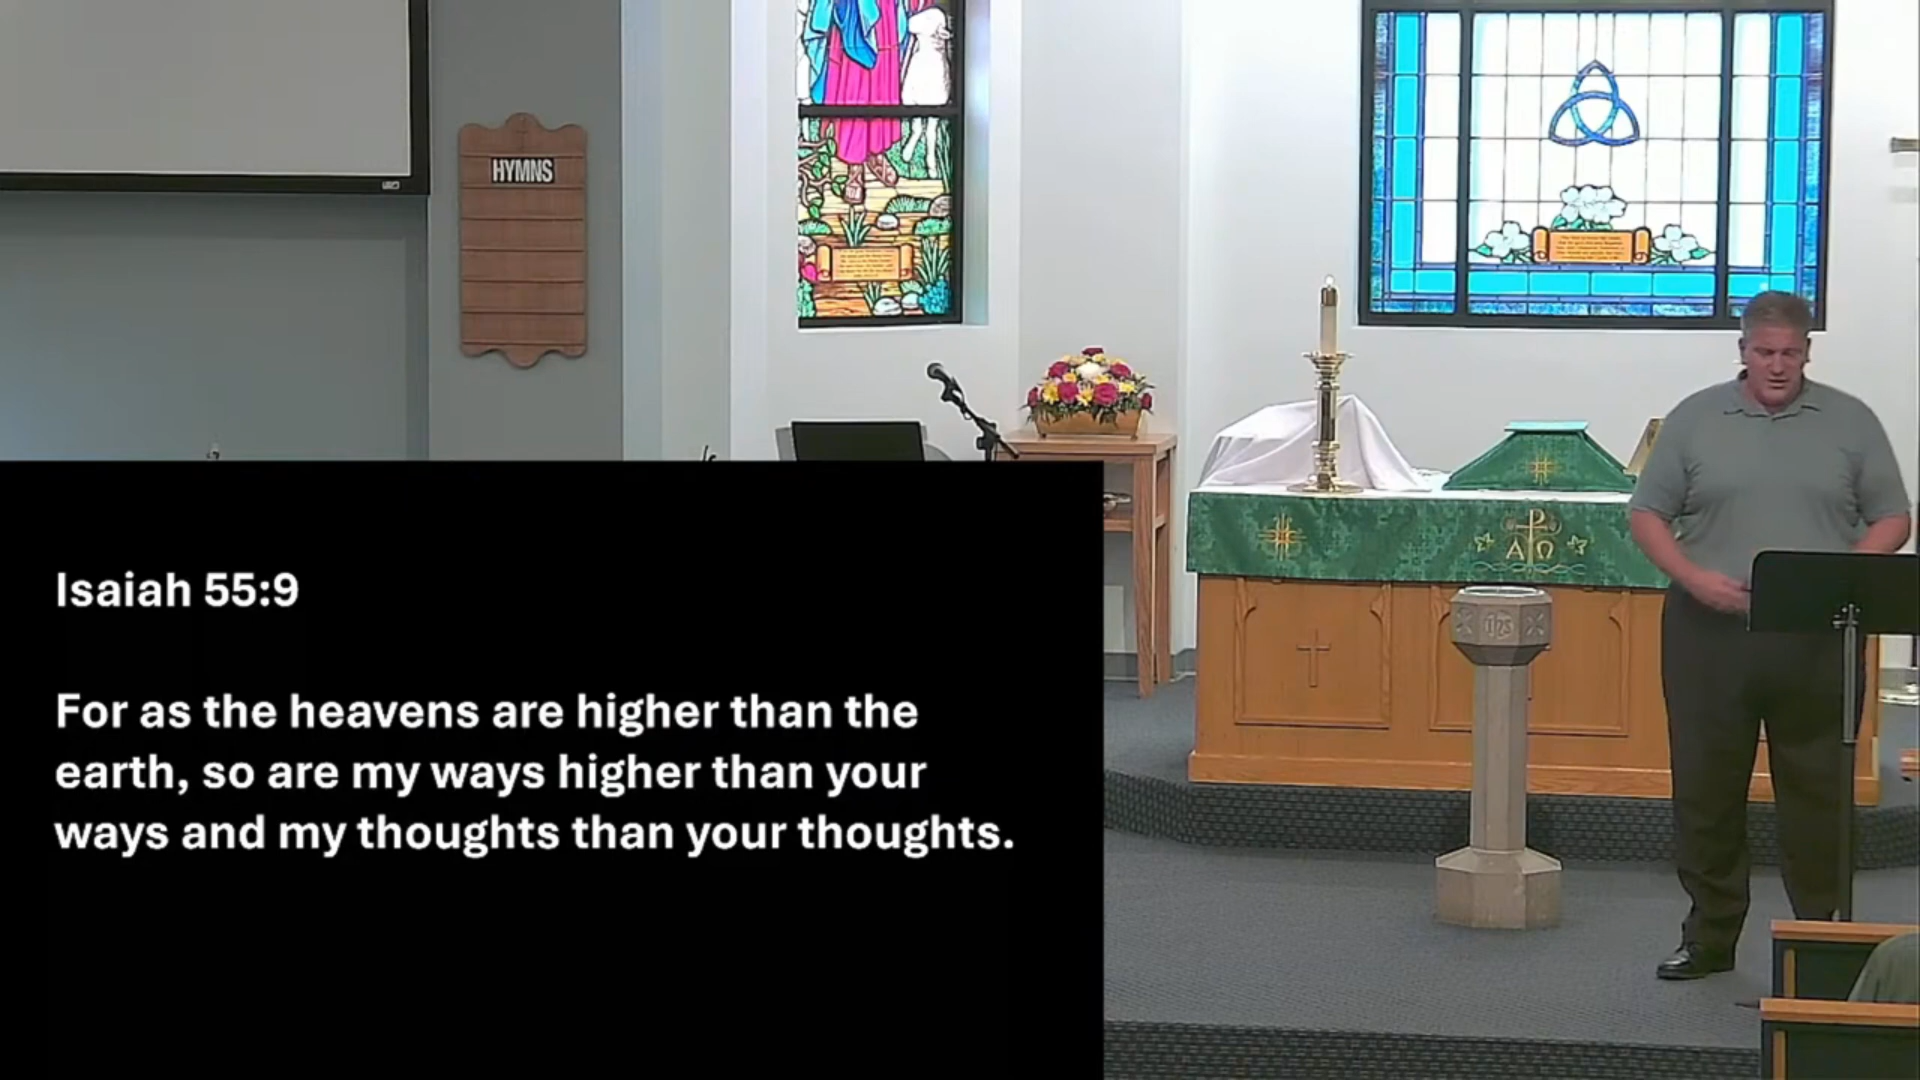 HYMNS
IHS
Α Ω
Isaiah 55:9
For as the heavens are higher than the
earth, so are my ways higher than your
ways and my thoughts than your thoughts.